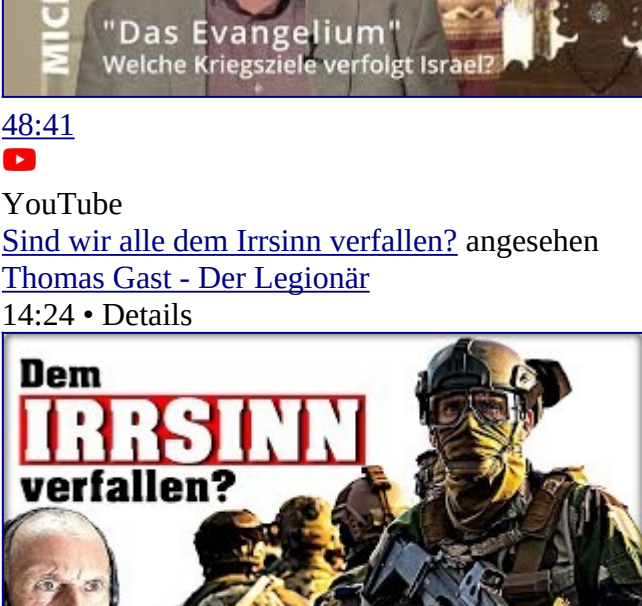 MIC
"Das Evangelium"
Welche Kriegsziele verfolgt Israel?
48:41
YouTube
Sind wir alle dem Irrsinn verfallen? angesehen
Thomas Gast - Der Legionär
14:24 • Details
Dem
IRRSINN
verfallen?